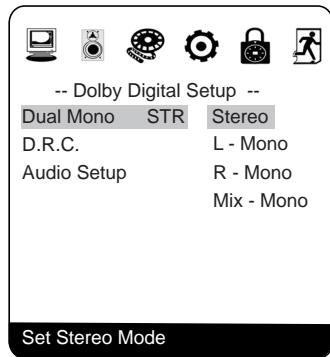 -- Dolby Digital Setup --
Dual Mono STR Stereo
D.R.C. L - Mono
Audio Setup R - Mono
Mix - Mono
Set Stereo Mode